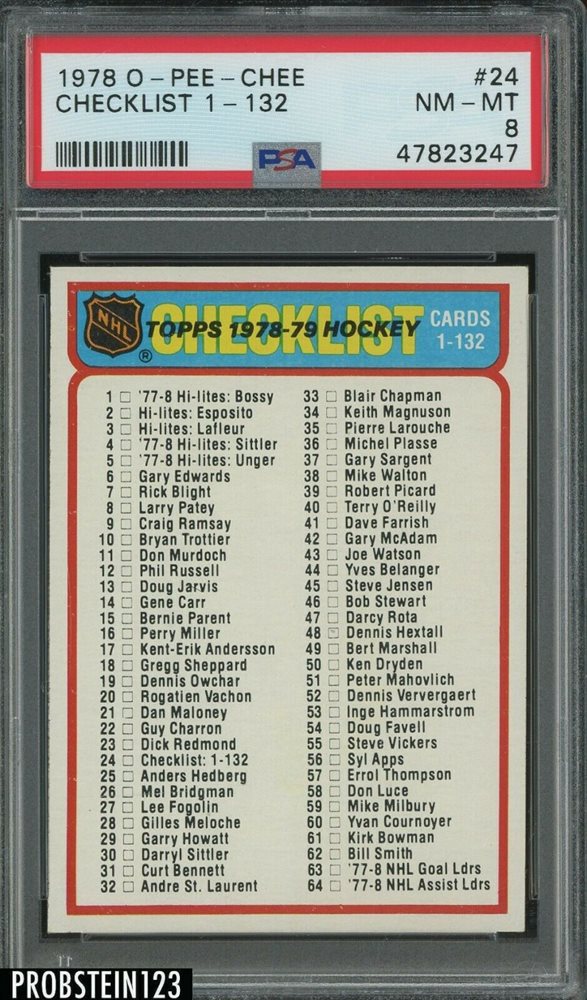 1978 O-PEE-CHEE #24
CHECKLIST 1-132 NM-MT
8
PSA 47823247
NHL
®
CHECKLIST
TOPPS 1978-79 HOCKEY
CARDS
1-132
1 '77-8 Hi-lites: Bossy
2 Hi-lites: Esposito
3 Hi-lites: Lafleur
4 '77-8 Hi-lites: Sittler
5 '77-8 Hi-lites: Unger
6 Gary Edwards
7 Rick Blight
8 Larry Patey
9 Craig Ramsay
10 Bryan Trottier
11 Don Murdoch
12 Phil Russell
13 Doug Jarvis
14 Gene Carr
15 Bernie Parent
16 Perry Miller
17 Kent-Erik Andersson
18 Gregg Sheppard
19 Dennis Owchar
20 Rogatien Vachon
21 Dan Maloney
22 Guy Charron
23 Dick Redmond
24 Checklist: 1-132
25 Anders Hedberg
26 Mel Bridgman
27 Lee Fogolin
28 Gilles Meloche
29 Garry Howatt
30 Darryl Sittler
31 Curt Bennett
32 Andre St. Laurent
33 Blair Chapman
34 Keith Magnuson
35 Pierre Larouche
36 Michel Plasse
37 Gary Sargent
38 Mike Walton
39 Robert Picard
40 Terry O'Reilly
41 Dave Farrish
42 Gary McAdam
43 Joe Watson
44 Yves Belanger
45 Steve Jensen
46 Bob Stewart
47 Darcy Rota
48 Dennis Hextall
49 Bert Marshall
50 Ken Dryden
51 Peter Mahovlich
52 Dennis Ververgaert
53 Inge Hammarstrom
54 Doug Favell
55 Steve Vickers
56 Syl Apps
57 Errol Thompson
58 Don Luce
59 Mike Milbury
60 Yvan Cournoyer
61 Kirk Bowman
62 Bill Smith
63 '77-8 NHL Goal Ldrs
64 '77-8 NHL Assist Ldrs
PROBSTEIN123